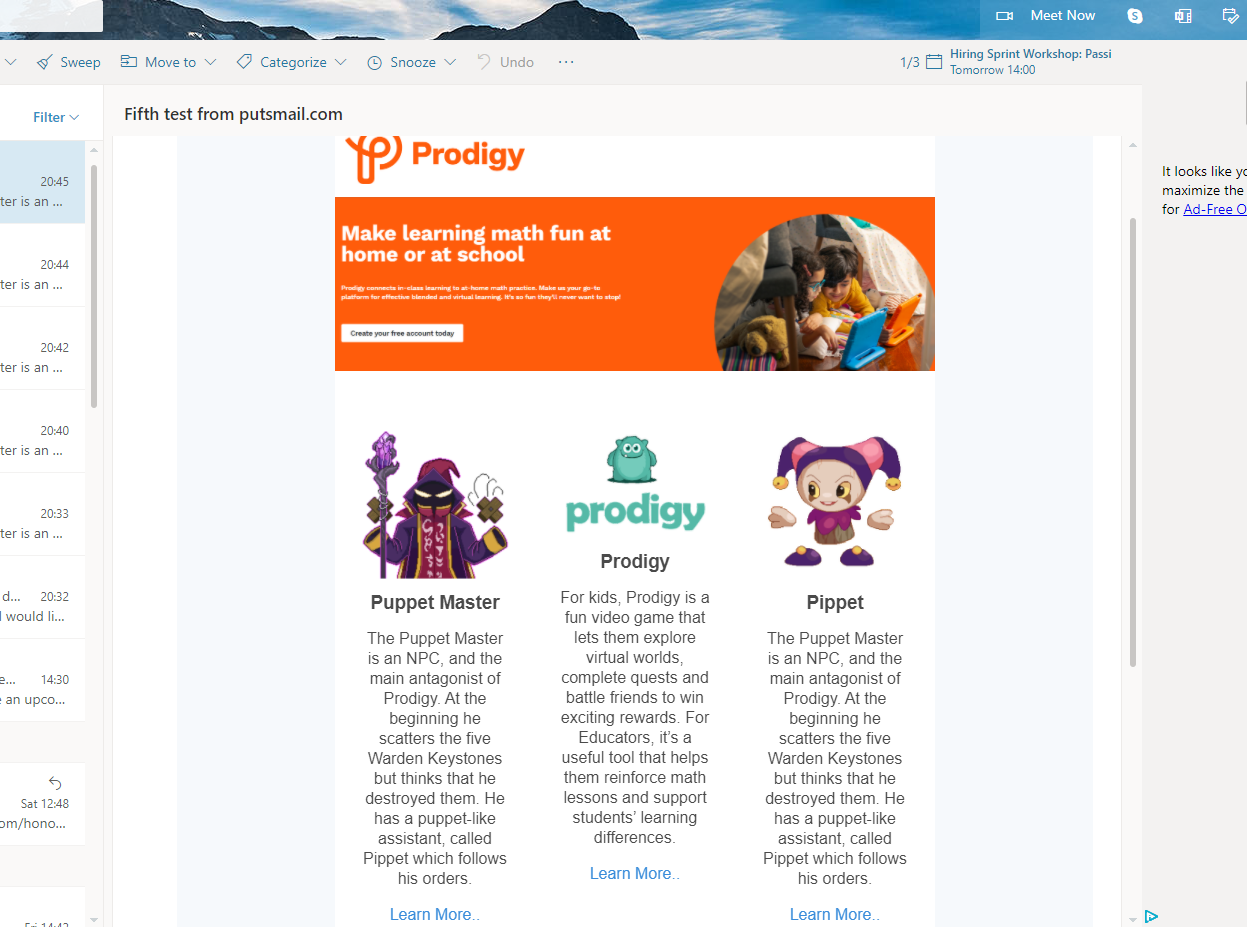 Meet Now
Sweep
Move to
Categorize
Snooze
Undo
1/3
Hiring Sprint Workshop: Passi
Tomorrow 14:00
Filter
Fifth test from putsmail.com
20:45
ter is an ...
20:44
ter is an ...
20:42
ter is an ...
20:40
ter is an ...
20:33
ter is an ...
d... 20:32
I would li...
e... 14:30
e an upco...
Sat 12:48
om/hono...
Fri 14:42
Prodigy
Make learning math fun at
home or at school
Prodigy connects in-class learning to at-home math practice. Make us your go-to
platform for effective blended and virtual learning. It's so fun they'll never want to stop!
Create your free account today
Puppet Master
The Puppet Master
is an NPC, and the
main antagonist of
Prodigy. At the
beginning he
scatters the five
Warden Keystones
but thinks that he
destroyed them. He
has a puppet-like
assistant, called
Pippet which follows
his orders.
Learn More..
prodigy
Prodigy
For kids, Prodigy is a
fun video game that
lets them explore
virtual worlds,
complete quests and
battle friends to win
exciting rewards. For
Educators, it’s a
useful tool that helps
them reinforce math
lessons and support
students’ learning
differences.
Learn More..
Pippet
The Puppet Master
is an NPC, and the
main antagonist of
Prodigy. At the
beginning he
scatters the five
Warden Keystones
but thinks that he
destroyed them. He
has a puppet-like
assistant, called
Pippet which follows
his orders.
Learn More..
It looks like yo
maximize the
for Ad-Free O